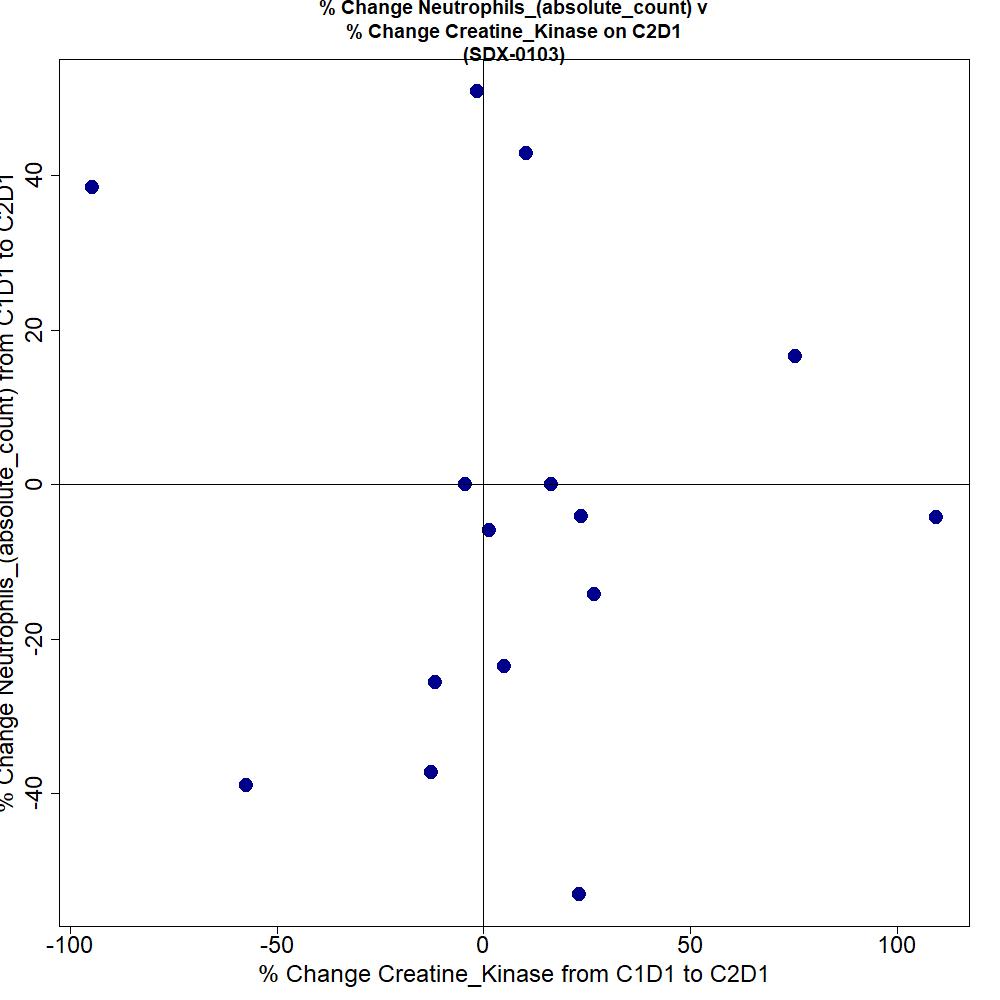 % Change Neutrophils_(absolute_count) v
% Change Creatine_Kinase on C2D1
(SDX-0103)
% Change Neutrophils_(absolute_count) from C1D1 to C2D1
40
20
0
-20
-40
-100
-50
0
50
100
% Change Creatine_Kinase from C1D1 to C2D1